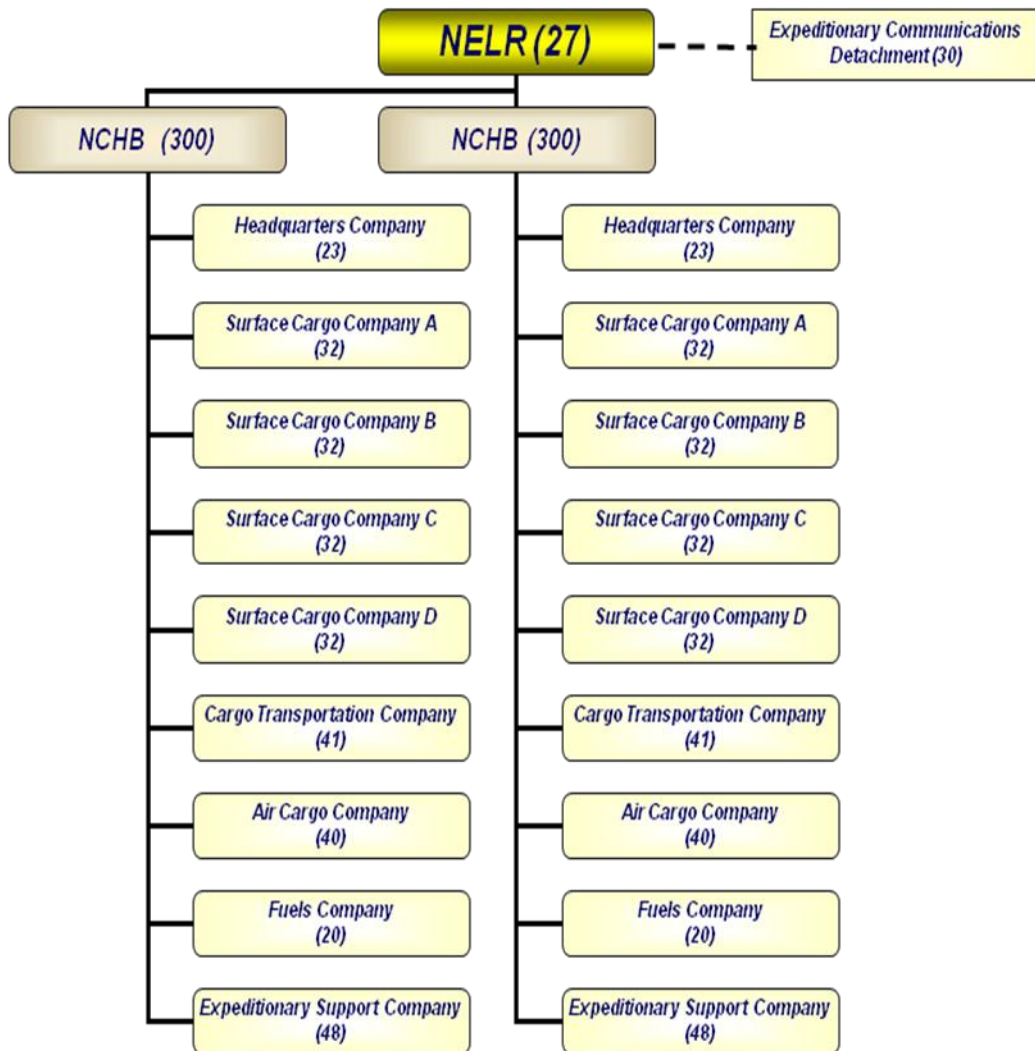 NELR (27)
Expeditionary Communications
Detachment (30)
NCHB (300)
NCHB (300)
Headquarters Company
(23)
Surface Cargo Company A
(32)
Surface Cargo Company B
(32)
Surface Cargo Company C
(32)
Surface Cargo Company D
(32)
Cargo Transportation Company
(41)
Air Cargo Company
(40)
Fuels Company
(20)
Expeditionary Support Company
(48)
Headquarters Company
(23)
Surface Cargo Company A
(32)
Surface Cargo Company B
(32)
Surface Cargo Company C
(32)
Surface Cargo Company D
(32)
Cargo Transportation Company
(41)
Air Cargo Company
(40)
Fuels Company
(20)
Expeditionary Support Company
(48)